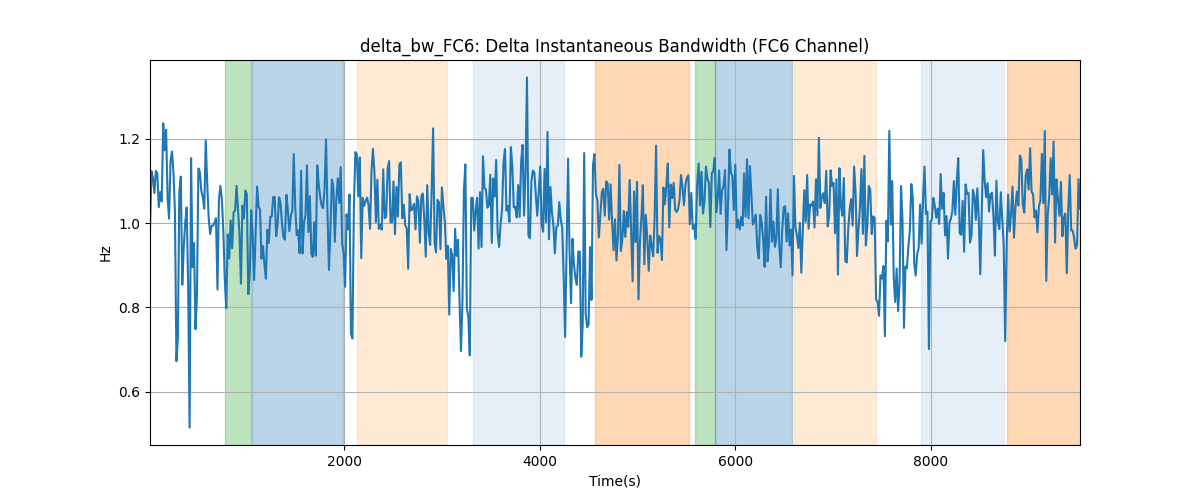 delta_bw_FC6: Delta Instantaneous Bandwidth (FC6 Channel)
Hz
1.2
1.0
0.8
0.6
2000 4000 6000 8000
Time(s)